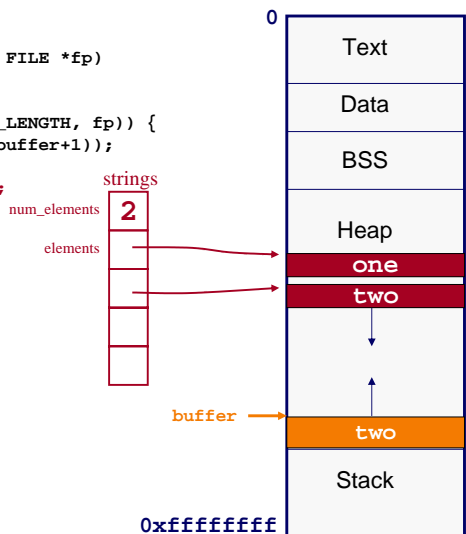 FILE *fp)
_LENGTH, fp)) {
buffer+1));
;
strings
num_elements 2
elements
0
Text
Data
BSS
Heap
one
two
buffer
two
Stack
0xffffffff